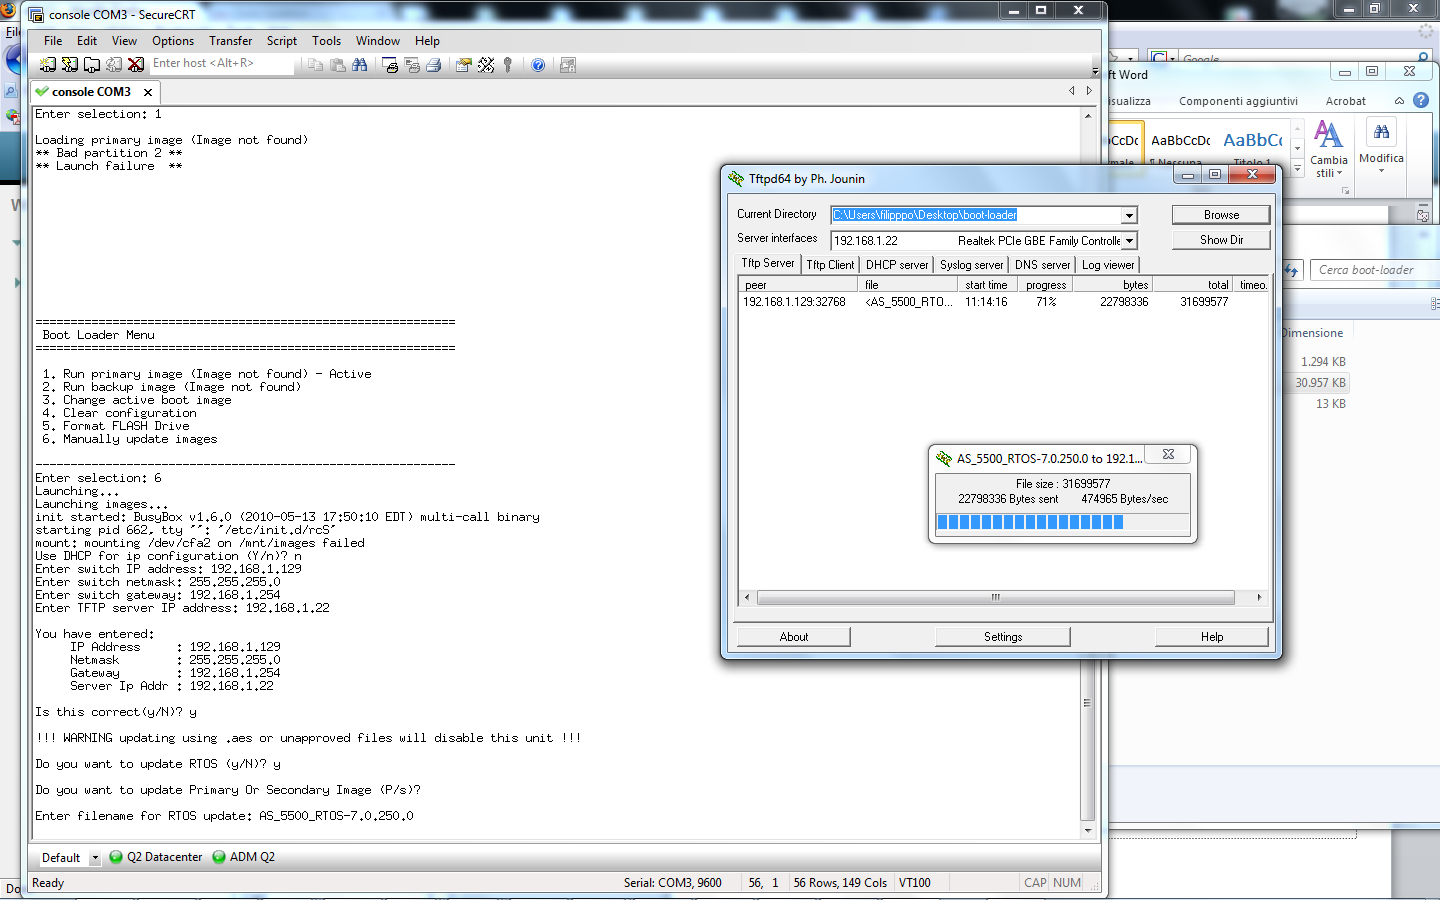 console COM3 - SecureCRT
File Edit View Options Transfer Script Tools Window Help
Enter host <Alt+R>
console COM3
Enter selection: 1
Loading primary image (Image not found)
** Bad partition 2 **
** Launch failure  **
============================================================
Boot Loader Menu
============================================================
1. Run primary image (Image not found) - Active
2. Run backup image (Image not found)
3. Change active boot image
4. Clear configuration
5. Format FLASH Drive
6. Manually update images
------------------------------------------------------------
Enter selection: 6
Launching...
Launching images...
init started: BusyBox v1.6.0 (2010-05-13 17:50:10 EDT) multi-call binary
starting pid 662, tty '': '/etc/init.d/rcS'
mount: mounting /dev/cfa2 on /mnt/images failed
Use DHCP for ip configuration (Y/n)? n
Enter switch IP address: 192.168.1.129
Enter switch netmask: 255.255.255.0
Enter switch gateway: 192.168.1.254
Enter TFTP server IP address: 192.168.1.22
You have entered:
IP Address : 192.168.1.129
Netmask : 255.255.255.0
Gateway : 192.168.1.254
Server Ip Addr : 192.168.1.22
Is this correct(y/N)? y
!!! WARNING updating using .aes or unapproved files will disable this unit !!!
Do you want to update RTOS (y/N)? y
Do you want to update Primary Or Secondary Image (P/s)?
Enter filename for RTOS update: AS_5500_RTOS-7.0.250.0
Default Q2 Datacenter ADM Q2
Ready Serial: COM3, 9600 56, 1 56 Rows, 149 Cols VT100 CAP NUM
Tftpd64 by Ph. Jounin
Current Directory C:\Users\filipppo\Desktop\boot-loader Browse
Server interfaces 192.168.1.22 Realtek PCIe GBE Family Controlle Show Dir
Tftp Server Tftp Client DHCP server Syslog server DNS server Log viewer
peer file start time progress bytes total timeo.
192.168.1.129:32768 <AS_5500_RTO... 11:14:16 71% 22798336 31699577
AS_5500_RTOS-7.0.250.0 to 192.1...
File size : 31699577
22798336 Bytes sent 474965 Bytes/sec
About Settings Help
Google
ft Word
isualizza Componenti aggiuntivi Acrobat
CcDc AaBbCcDc AaBbCc
male ¶ Nessuna Titolo 1
Cambia stili Modifica
Cerca boot-loader
Dimensione
1.294 KB
30.957 KB
13 KB
Do